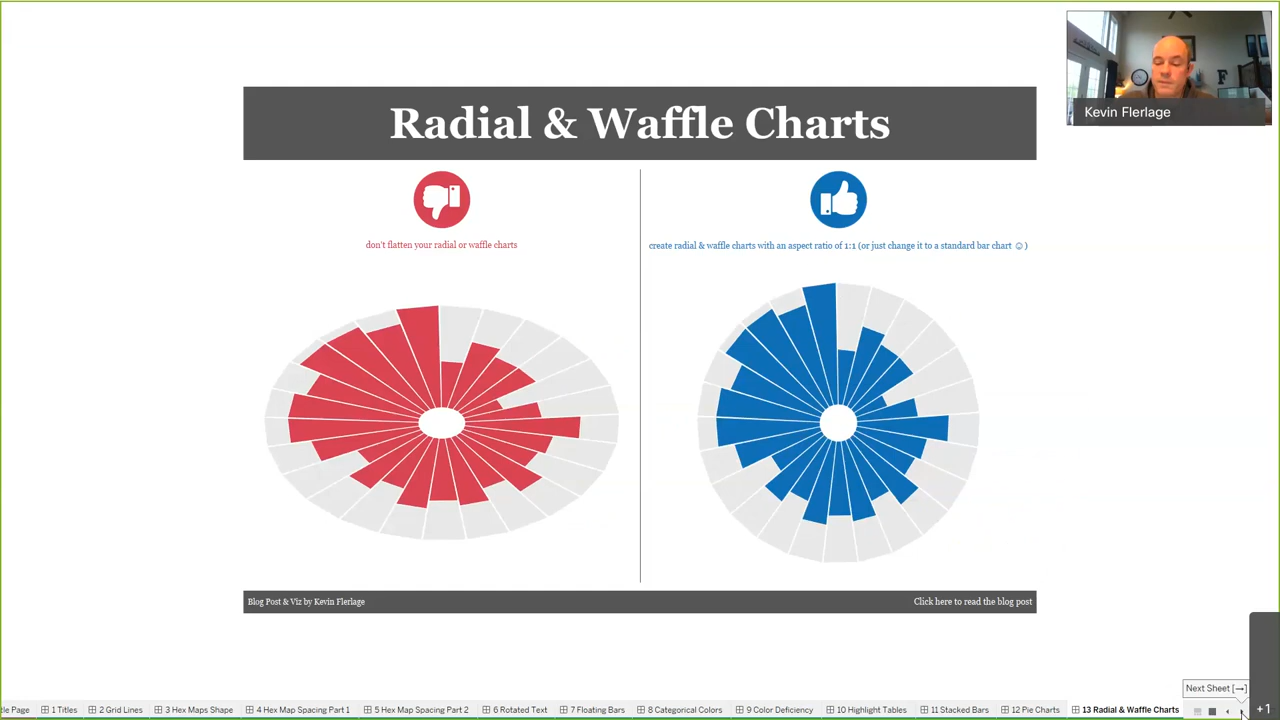 Radial & Waffle Charts
Kevin Flerlage
F
don't flatten your radial or waffle charts
create radial & waffle charts with an aspect ratio of 1:1 (or just change it to a standard bar chart ☺)
Blog Post & Viz by Kevin Flerlage
Click here to read the blog post
Next Sheet [→]
tle Page
1 Titles
2 Grid Lines
3 Hex Maps Shape
4 Hex Map Spacing Part 1
5 Hex Map Spacing Part 2
6 Rotated Text
7 Floating Bars
8 Categorical Colors
9 Color Deficiency
10 Highlight Tables
11 Stacked Bars
12 Pie Charts
13 Radial & Waffle Charts
+1